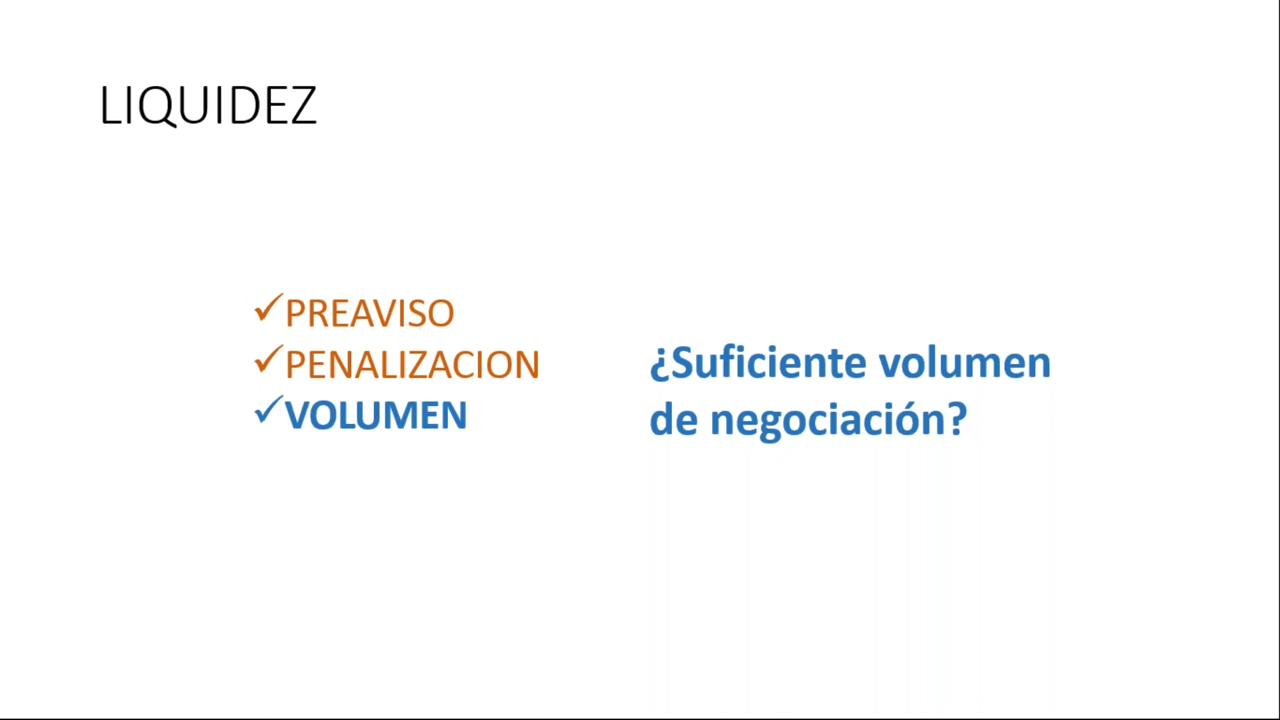 LIQUIDEZ
✓PREAVISO
✓PENALIZACION
✓VOLUMEN
¿Suficiente volumen
de negociación?